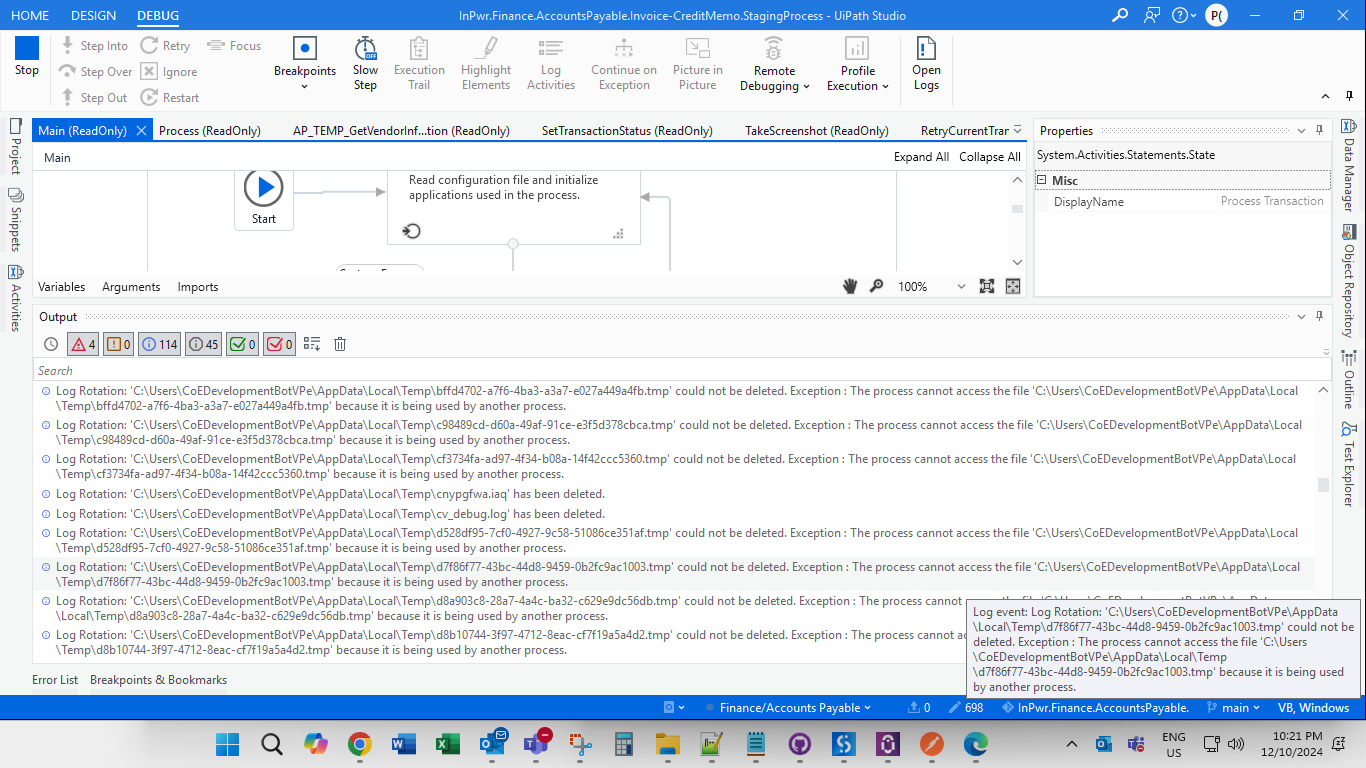 HOME DESIGN DEBUG InPwr.Finance.AccountsPayable.Invoice-CreditMemo.StagingProcess - UiPath Studio P(
Stop
Step Into Retry Focus
Step Over Ignore
Step Out Restart
Breakpoints
Slow
Step
OFF
Execution
Trail
Highlight
Elements
Log
Activities
Continue on
Exception
Picture in
Picture
Remote
Debugging
Profile
Execution
Open
Logs
Project
Snippets
Activities
Main (ReadOnly) Process (ReadOnly) AP_TEMP_GetVendorInf...tion (ReadOnly) SetTransactionStatus (ReadOnly) TakeScreenshot (ReadOnly) RetryCurrentTrar
Main Expand All Collapse All
Read configuration file and initialize
applications used in the process.
Start
Variables Arguments Imports 100%
Properties
System.Activities.Statements.State
Misc
DisplayName Process Transaction
Data Manager
Object Repository
Outline
Test Explorer
Output
4 0 114 45 0 0
Search
Log Rotation: 'C:\Users\CoEDevelopmentBotVPe\AppData\Local\Temp\bffd4702-a7f6-4ba3-a3a7-e027a449a4fb.tmp' could not be deleted. Exception : The process cannot access the file 'C:\Users\CoEDevelopmentBotVPe\AppData\Local
\Temp\bffd4702-a7f6-4ba3-a3a7-e027a449a4fb.tmp' because it is being used by another process.
Log Rotation: 'C:\Users\CoEDevelopmentBotVPe\AppData\Local\Temp\c98489cd-d60a-49af-91ce-e3f5d378cbca.tmp' could not be deleted. Exception : The process cannot access the file 'C:\Users\CoEDevelopmentBotVPe\AppData\Local
\Temp\c98489cd-d60a-49af-91ce-e3f5d378cbca.tmp' because it is being used by another process.
Log Rotation: 'C:\Users\CoEDevelopmentBotVPe\AppData\Local\Temp\cf3734fa-ad97-4f34-b08a-14f42ccc5360.tmp' could not be deleted. Exception : The process cannot access the file 'C:\Users\CoEDevelopmentBotVPe\AppData\Local
\Temp\cf3734fa-ad97-4f34-b08a-14f42ccc5360.tmp' because it is being used by another process.
Log Rotation: 'C:\Users\CoEDevelopmentBotVPe\AppData\Local\Temp\cnypgfwa.iaq' has been deleted.
Log Rotation: 'C:\Users\CoEDevelopmentBotVPe\AppData\Local\Temp\cv_debug.log' has been deleted.
Log Rotation: 'C:\Users\CoEDevelopmentBotVPe\AppData\Local\Temp\d528df95-7cf0-4927-9c58-51086ce351af.tmp' could not be deleted. Exception : The process cannot access the file 'C:\Users\CoEDevelopmentBotVPe\AppData\Local
\Temp\d528df95-7cf0-4927-9c58-51086ce351af.tmp' because it is being used by another process.
Log Rotation: 'C:\Users\CoEDevelopmentBotVPe\AppData\Local\Temp\d7f86f77-43bc-44d8-9459-0b2fc9ac1003.tmp' could not be deleted. Exception : The process cannot access the file 'C:\Users\CoEDevelopmentBotVPe\AppData\Local
\Temp\d7f86f77-43bc-44d8-9459-0b2fc9ac1003.tmp' because it is being used by another process.
Log Rotation: 'C:\Users\CoEDevelopmentBotVPe\AppData\Local\Temp\d8a903c8-28a7-4a4c-ba32-c629e9dc56db.tmp' could not be deleted. Exception : The process cannot
\Local\Temp\d8a903c8-28a7-4a4c-ba32-c629e9dc56db.tmp' because it is being used by another process.
Log Rotation: 'C:\Users\CoEDevelopmentBotVPe\AppData\Local\Temp\d8b10744-3f97-4712-8eac-cf7f19a5a4d2.tmp' could not be deleted. Exception : The process cannot
\Temp\d8b10744-3f97-4712-8eac-cf7f19a5a4d2.tmp' because it is being used by another process.
Log event: Log Rotation: 'C:\Users\CoEDevelopmentBotVPe\AppData
\Local\Temp\d7f86f77-43bc-44d8-9459-0b2fc9ac1003.tmp' could not be
deleted. Exception : The process cannot access the file 'C:\Users
\CoEDevelopmentBotVPe\AppData\Local\Temp
\d7f86f77-43bc-44d8-9459-0b2fc9ac1003.tmp' because it is being used
by another process.
Error List Breakpoints & Bookmarks
Finance/Accounts Payable 0 698 InPwr.Finance.AccountsPayable. main VB, Windows
ENG
US
10:21 PM
12/10/2024